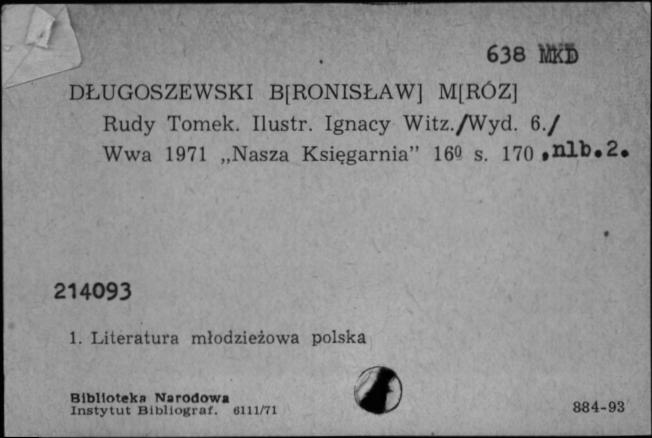 638 MKD
DŁUGOSZEWSKI B[RONISŁAW] M[RÓZ]
Rudy Tomek. Ilustr. Ignacy Witz./Wyd. 6./
Wwa 1971 „Nasza Księgarnia” 16º s. 170,nlb.2.
214093
1. Literatura młodzieżowa polska
Biblioteka Narodowa
Instytut Bibliograf. 6111/71
884-93